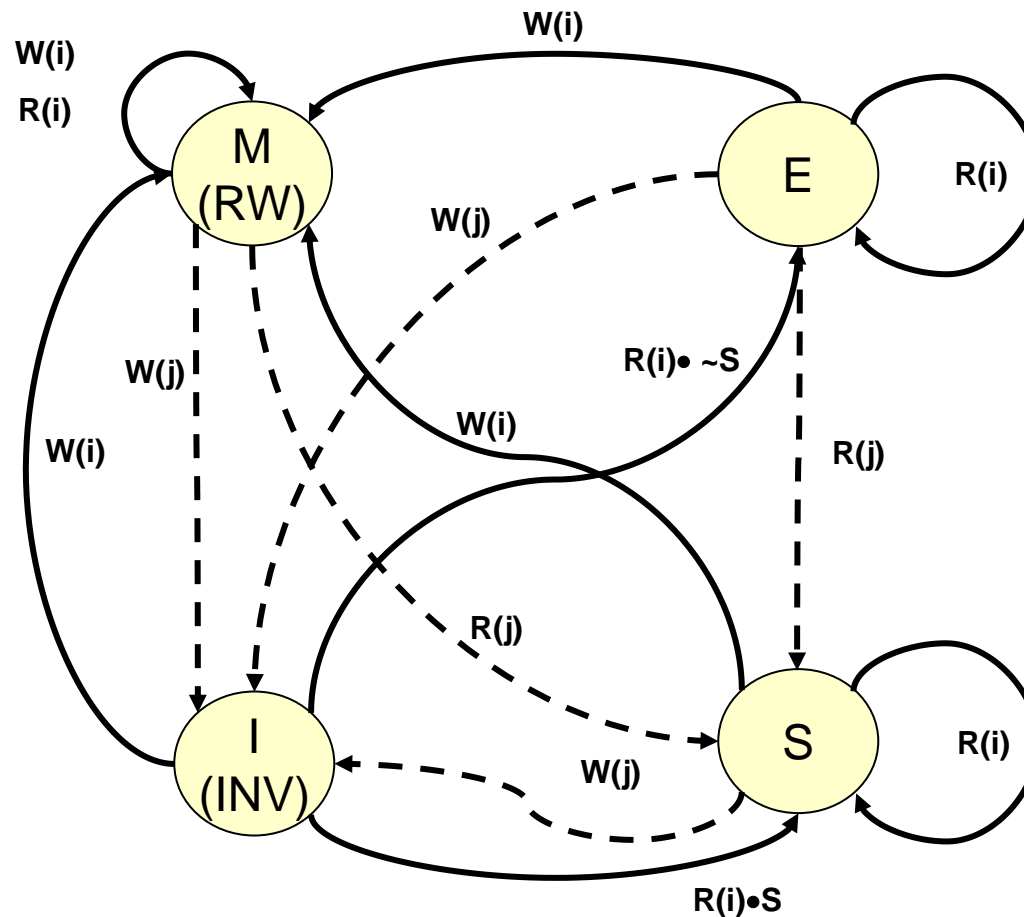 W(i)
W(i)
R(i)
M
(RW)
E
R(i)
W(j)
R(i)• ~S
W(j)
W(i)
W(i)
R(j)
R(j)
I
(INV)
W(j)
S
R(i)
R(i)•S